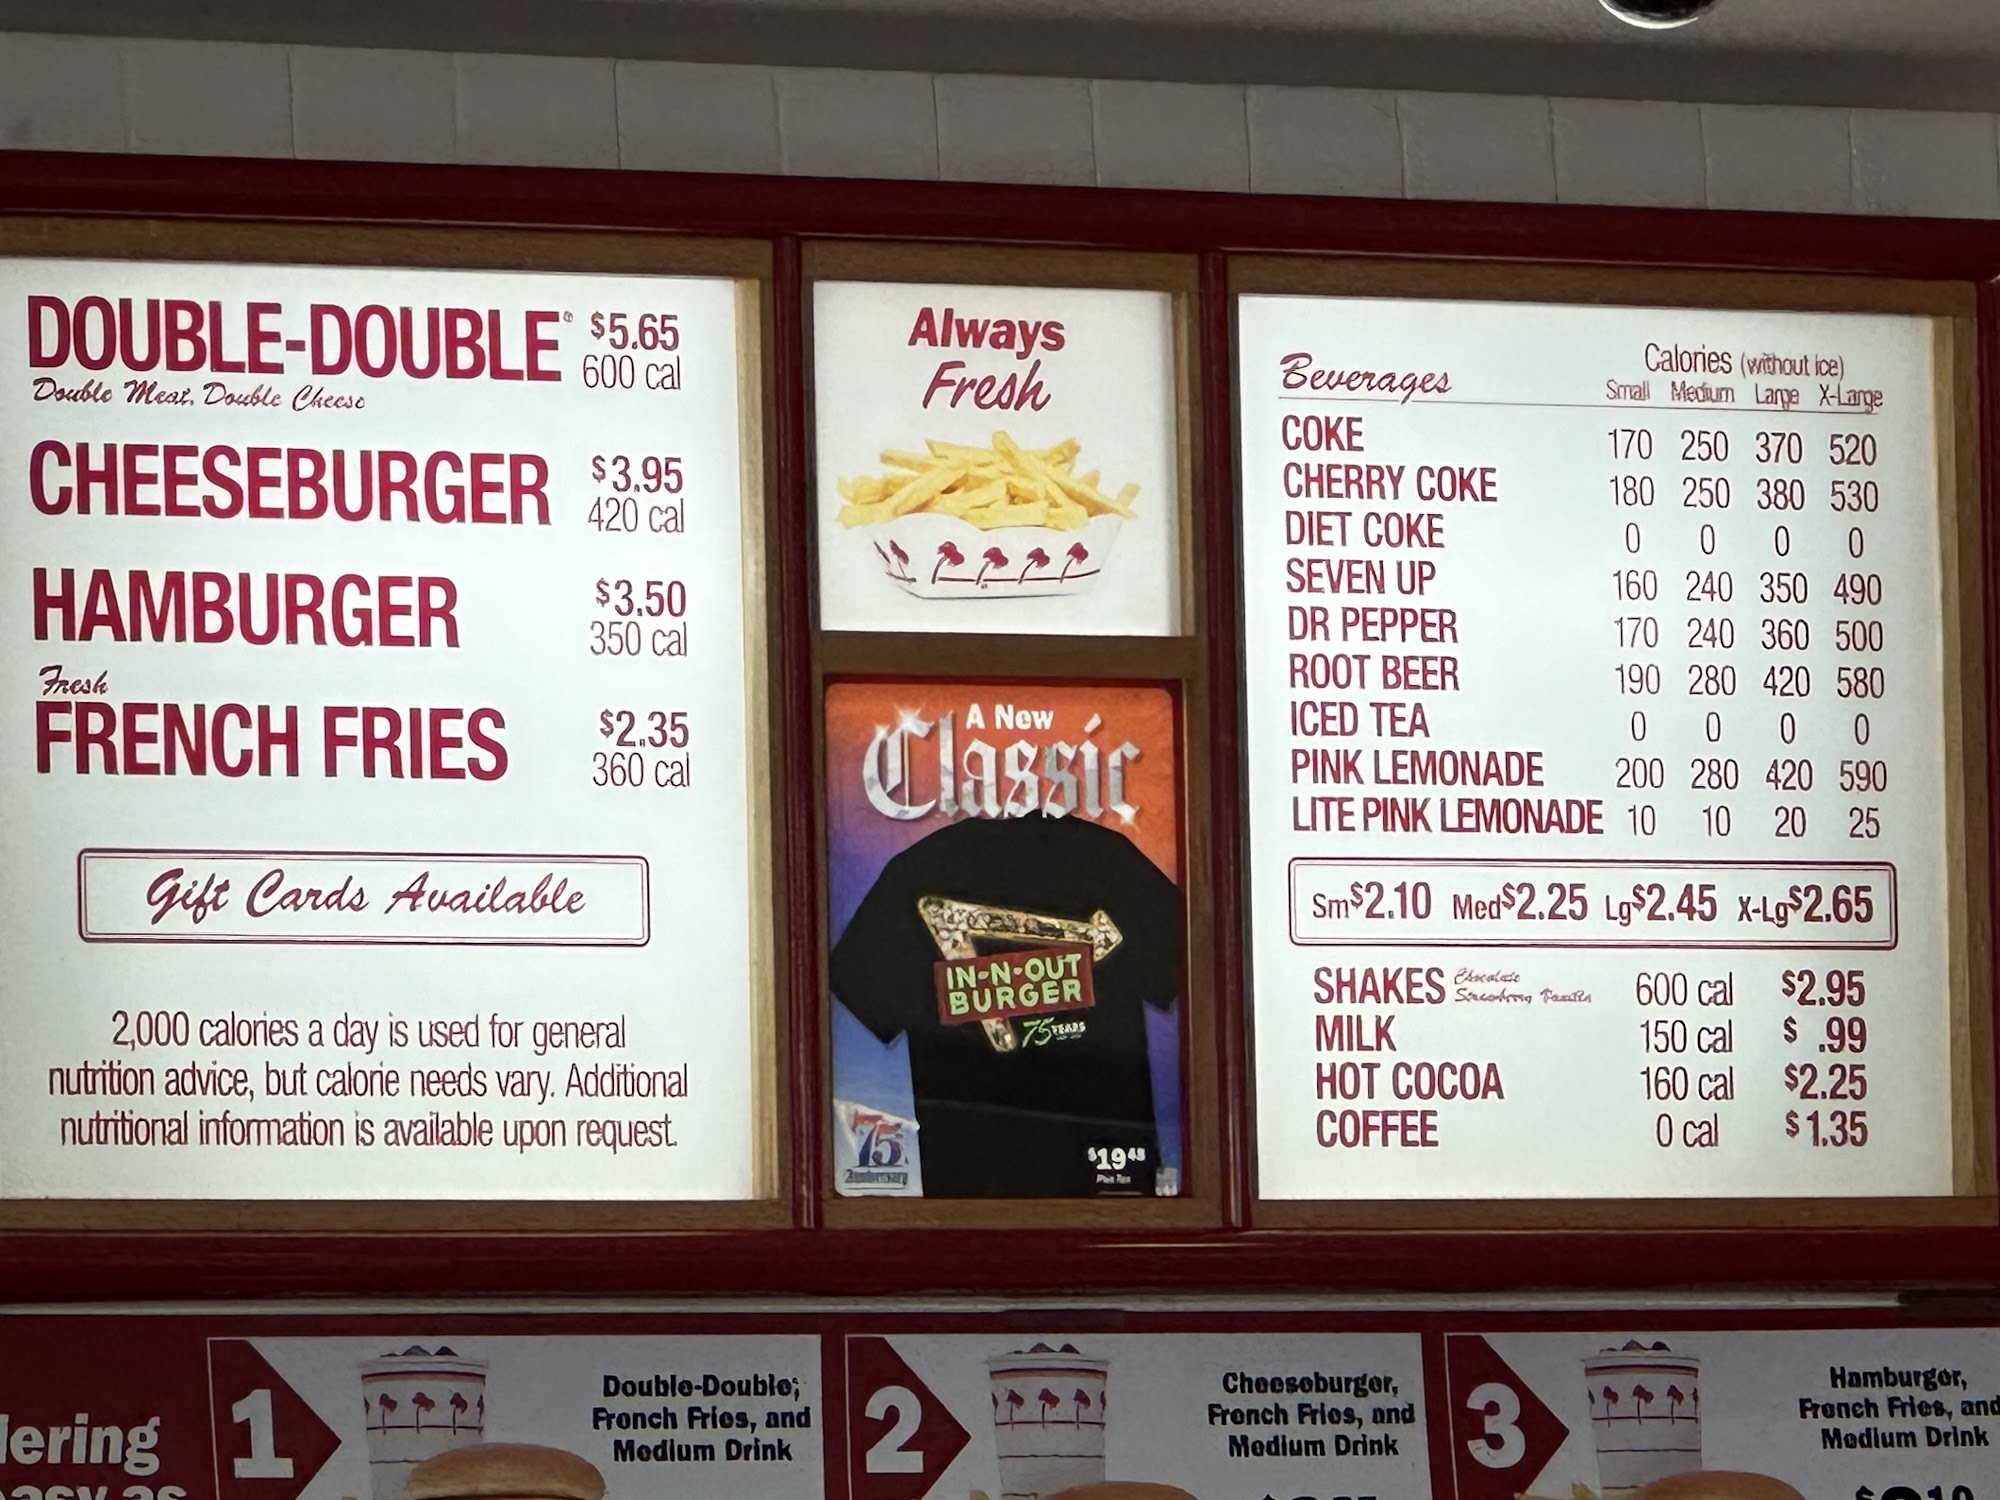 DOUBLE-DOUBLE® $5.65
Double Meat, Double Cheese 600 cal
CHEESEBURGER $3.95
420 cal
HAMBURGER $3.50
350 cal
Fresh
FRENCH FRIES $2.35
360 cal
Gift Cards Available
2,000 calories a day is used for general
nutrition advice, but calorie needs vary. Additional
nutritional information is available upon request.
Always
Fresh
A New
Classic
IN-N-OUT
BURGER
75 YEARS
75
Anniversary
$19.48
Plus Tax
Beverages Calories (without ice)
Small Medium Large X-Large
COKE 170 250 370 520
CHERRY COKE 180 250 380 530
DIET COKE 0 0 0 0
SEVEN UP 160 240 350 490
DR PEPPER 170 240 360 500
ROOT BEER 190 280 420 580
ICED TEA 0 0 0 0
PINK LEMONADE 200 280 420 590
LITE PINK LEMONADE 10 10 20 25
Sm$2.10 Med$2.25 Lg$2.45 X-Lg$2.65
SHAKES Chocolate Strawberry Vanilla 600 cal $2.95
MILK 150 cal $ .99
HOT COCOA 160 cal $2.25
COFFEE 0 cal $1.35
1
Double-Double,
French Fries, and
Medium Drink
2
Cheeseburger,
French Fries, and
Medium Drink
3
Hamburger,
French Fries, and
Medium Drink